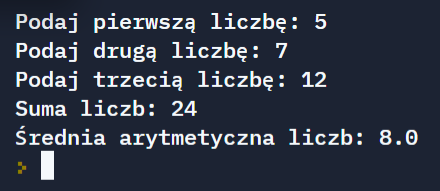 Podaj pierwszą liczbę: 5
Podaj drugą liczbę: 7
Podaj trzecią liczbę: 12
Suma liczb: 24
Średnia arytmetyczna liczb: 8.0
>